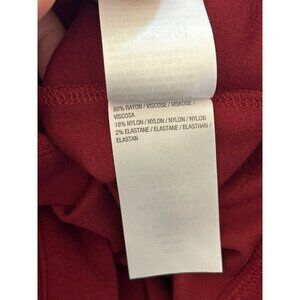 80% RAYON / VISCOSE / VISKOSE /
VISCOSA
18% NYLON / NYLON / NYLON / NYLON
2% ELASTANE / ELASTANE / ELASTHAN /
ELASTAN